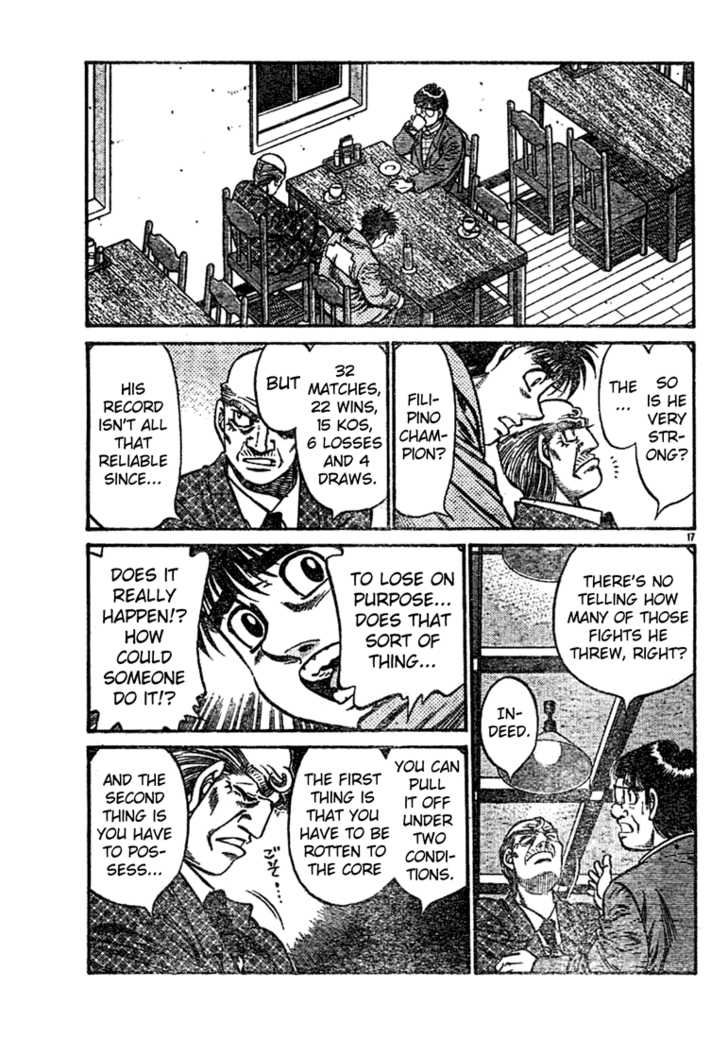 SO
IS HE
VERY
STR-
ONG?
THE
...
FILI-
PINO
CHAM-
PION?
32
MATCHES,
22 WINS,
15 KOS,
6 LOSSES
AND 4
DRAWS.
BUT
HIS
RECORD
ISN'T ALL
THAT
RELIABLE
SINCE...
17
THERE'S NO
TELLING HOW
MANY OF THOSE
FIGHTS HE
THREW, RIGHT?
IN-
DEED.
TO LOSE ON
PURPOSE...
DOES THAT
SORT OF
THING...
DOES IT
REALLY
HAPPEN!?
HOW
COULD
SOMEONE
DO IT!?
YOU CAN
PULL
IT OFF
UNDER
TWO
CONDI-
TIONS.
THE FIRST
THING IS
THAT YOU
HAVE TO BE
ROTTEN TO
THE CORE
ごそ…
AND THE
SECOND
THING IS
YOU HAVE
TO POS-
SESS...